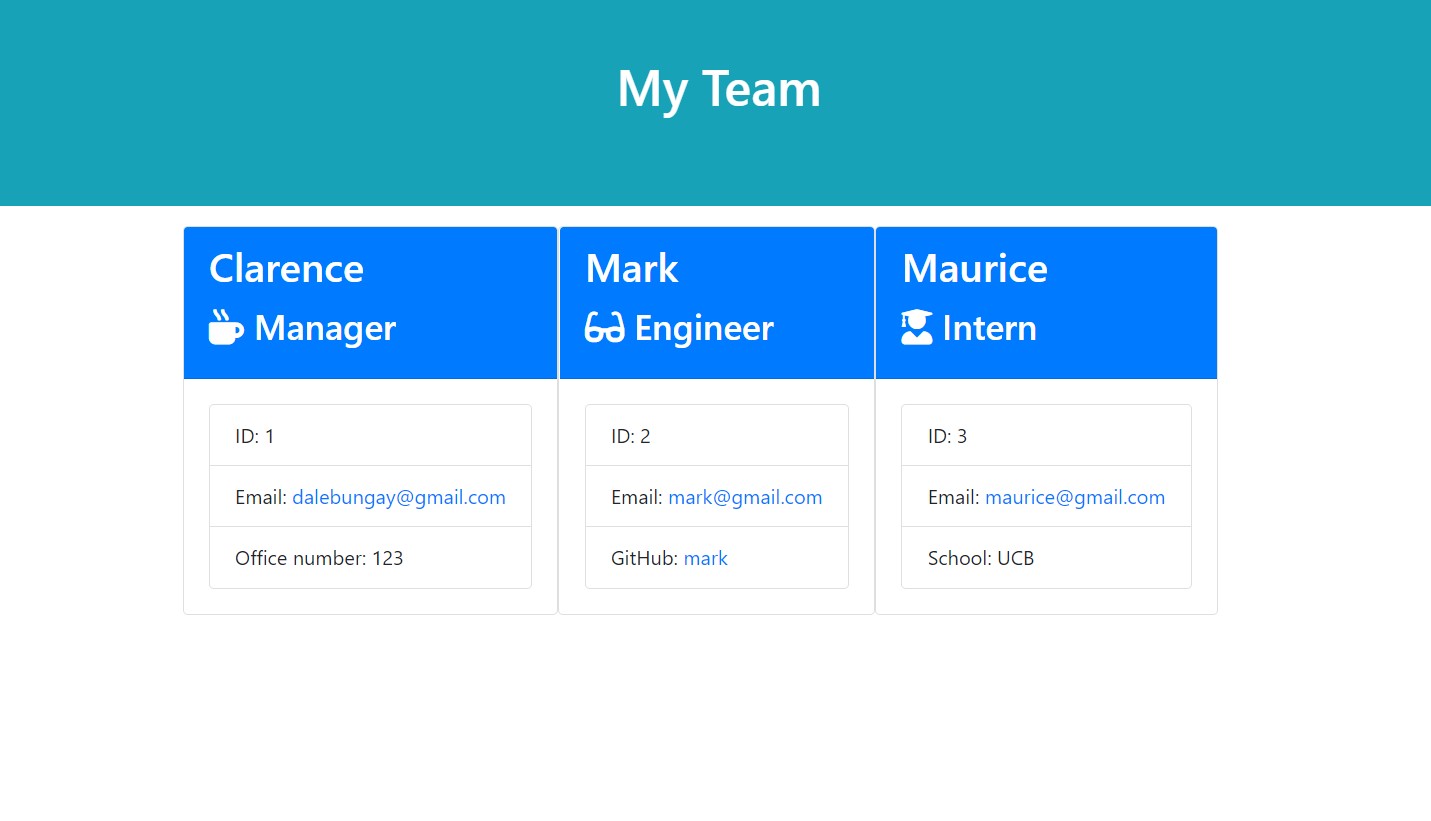 My Team
Clarence
Manager
ID: 1
Email: dalebungay@gmail.com
Office number: 123
Mark
Engineer
ID: 2
Email: mark@gmail.com
GitHub: mark
Maurice
Intern
ID: 3
Email: maurice@gmail.com
School: UCB